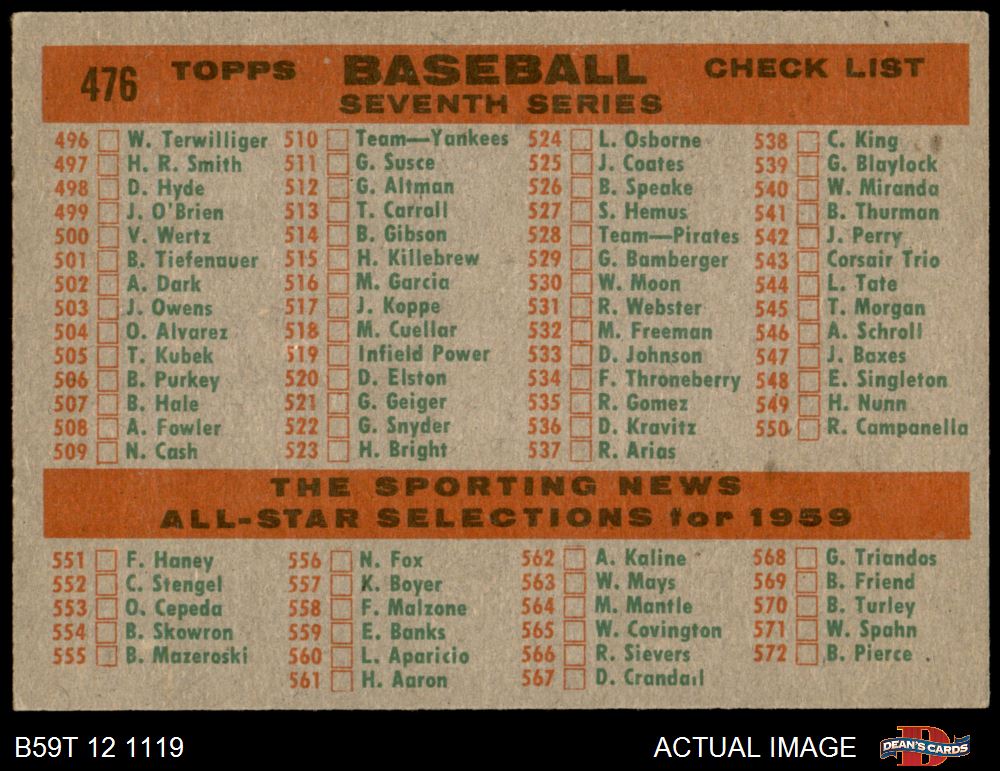 476 TOPPS BASEBALL CHECK LIST
SEVENTH SERIES
496 W. Terwilliger
497 H. R. Smith
498 D. Hyde
499 J. O'Brien
500 V. Wertz
501 B. Tiefenauer
502 A. Dark
503 J. Owens
504 O. Alvarez
505 T. Kubek
506 B. Purkey
507 B. Hale
508 A. Fowler
509 N. Cash
510 Team—Yankees
511 G. Susce
512 G. Altman
513 T. Carroll
514 B. Gibson
515 H. Killebrew
516 M. Garcia
517 J. Koppe
518 M. Cuellar
519 Infield Power
520 D. Elston
521 G. Geiger
522 G. Snyder
523 H. Bright
524 L. Osborne
525 J. Coates
526 B. Speake
527 S. Hemus
528 Team—Pirates
529 G. Bamberger
530 W. Moon
531 R. Webster
532 M. Freeman
533 D. Johnson
534 F. Throneberry
535 R. Gomez
536 D. Kravitz
537 R. Arias
538 C. King
539 G. Blaylock
540 W. Miranda
541 B. Thurman
542 J. Perry
543 Corsair Trio
544 L. Tate
545 T. Morgan
546 A. Schroll
547 J. Baxes
548 E. Singleton
549 H. Nunn
550 R. Campanella
THE SPORTING NEWS
ALL-STAR SELECTIONS for 1959
551 F. Haney
552 C. Stengel
553 O. Cepeda
554 B. Skowron
555 B. Mazeroski
556 N. Fox
557 K. Boyer
558 F. Malzone
559 E. Banks
560 L. Aparicio
561 H. Aaron
562 A. Kaline
563 W. Mays
564 M. Mantle
565 W. Covington
566 R. Sievers
567 D. Crandall
568 G. Triandos
569 B. Friend
570 B. Turley
571 W. Spahn
572 B. Pierce
B59T 12 1119
ACTUAL IMAGE
DEAN'S CARDS